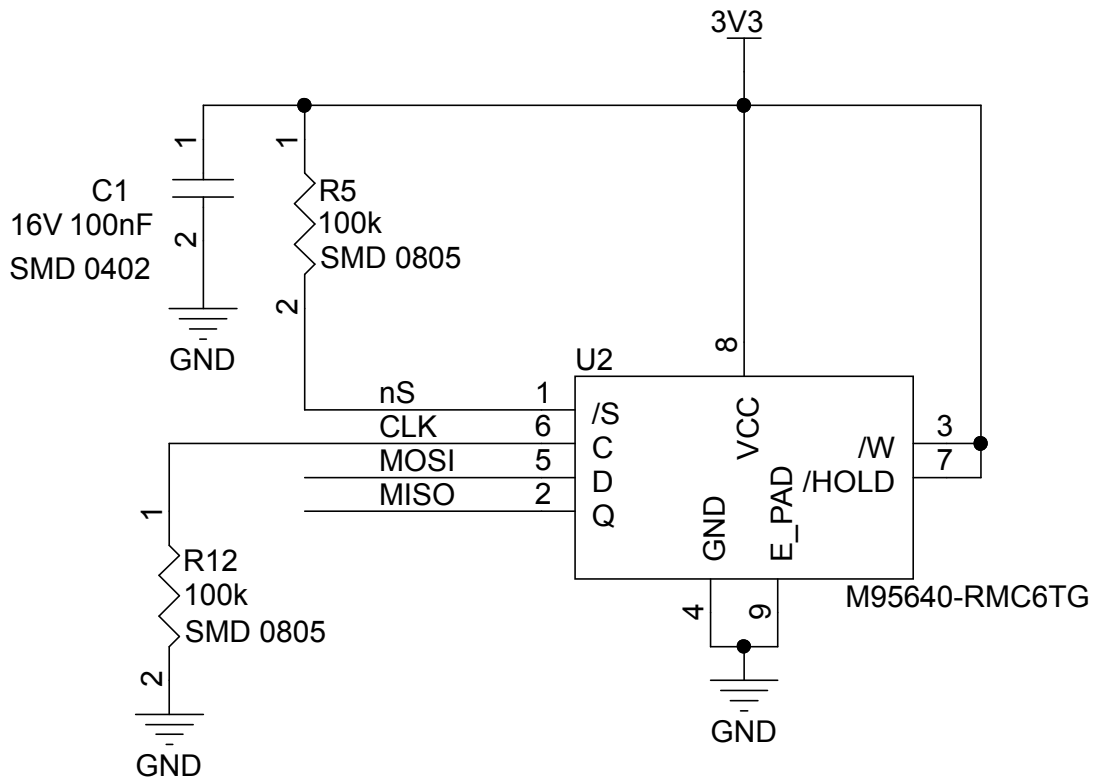 3V3
1
1
C1
R5
16V 100nF
100k
2
SMD 0402
SMD 0805
2
GND
8
U2
nS
1
/S
VCC
CLK
6
C
/W
3
MOSI
5
D
/HOLD
7
MISO
2
Q
GND
E_PAD
1
R12
100k
SMD 0805
2
GND
M95640-RMC6TG
4
9
GND